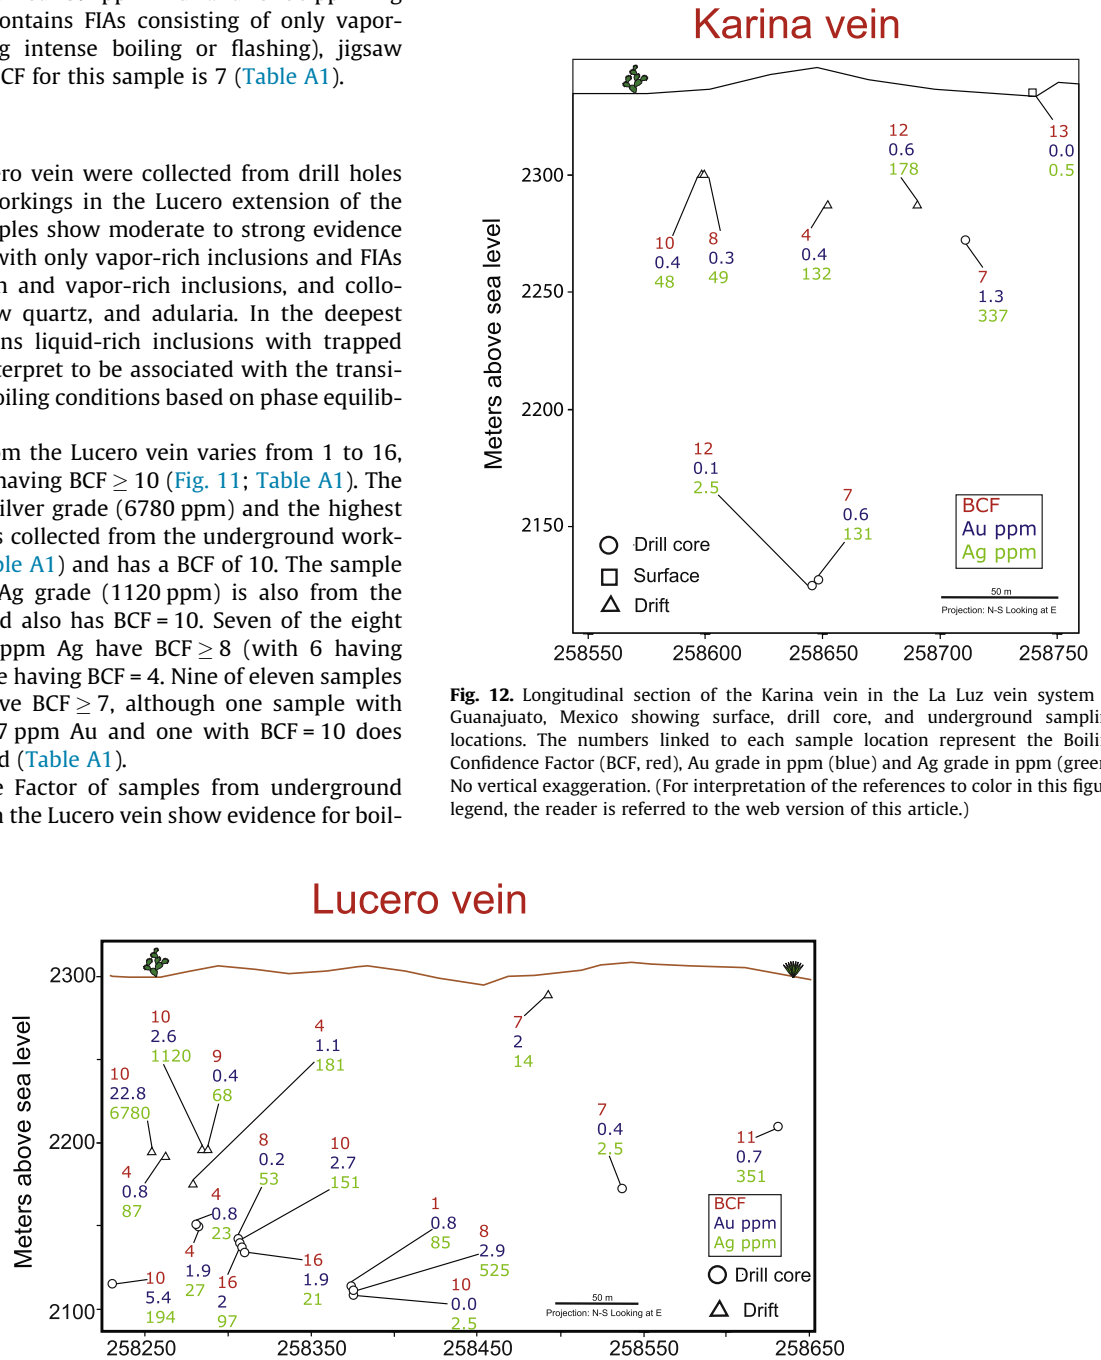 ontains FIAs consisting of only vapor-
g intense boiling or flashing), jigsaw
CF for this sample is 7 (Table A1).
ro vein were collected from drill holes
orkings in the Lucero extension of the
ples show moderate to strong evidence
with only vapor-rich inclusions and FIAs
and vapor-rich inclusions, and collo-
w quartz, and adularia. In the deepest
ns liquid-rich inclusions with trapped
terpret to be associated with the transi-
oiling conditions based on phase equilib-
om the Lucero vein varies from 1 to 16,
having BCF ≥ 10 (Fig. 11; Table A1). The
ilver grade (6780 ppm) and the highest
s collected from the underground work-
ble A1) and has a BCF of 10. The sample
Ag grade (1120 ppm) is also from the
d also has BCF = 10. Seven of the eight
ppm Ag have BCF ≥ 8 (with 6 having
e having BCF = 4. Nine of eleven samples
ve BCF ≥ 7, although one sample with
7 ppm Au and one with BCF = 10 does
d (Table A1).
e Factor of samples from underground
n the Lucero vein show evidence for boil-
Karina vein
Meters above sea level
2300
2250
2200
2150
10
0.4
48
8
0.3
49
4
0.4
132
12
0.6
178
13
0.0
0.5
7
1.3
337
12
0.1
2.5
7
0.6
131
Drill core
Surface
Drift
BCF
Au ppm
Ag ppm
50 m
Projection: N-S Looking at E
258550 258600 258650 258700 258750
Fig. 12. Longitudinal section of the Karina vein in the La Luz vein system
Guanajuato, Mexico showing surface, drill core, and underground samplin
locations. The numbers linked to each sample location represent the Boilin
Confidence Factor (BCF, red), Au grade in ppm (blue) and Ag grade in ppm (green
No vertical exaggeration. (For interpretation of the references to color in this figu
legend, the reader is referred to the web version of this article.)
Lucero vein
Meters above sea level
2300
2200
2100
10
2.6
1120
9
0.4
68
4
1.1
181
7
2
14
10
22.8
6780
4
0.8
87
8
0.2
53
10
2.7
151
7
0.4
2.5
11
0.7
351
4
0.8
23
4
1.9
27
16
2
97
16
1.9
21
1
0.8
85
8
2.9
525
10
0.0
2.5
10
5.4
194
BCF
Au ppm
Ag ppm
Drill core
Drift
50 m
Projection: N-S Looking at E
258250 258350 258450 258550 258650